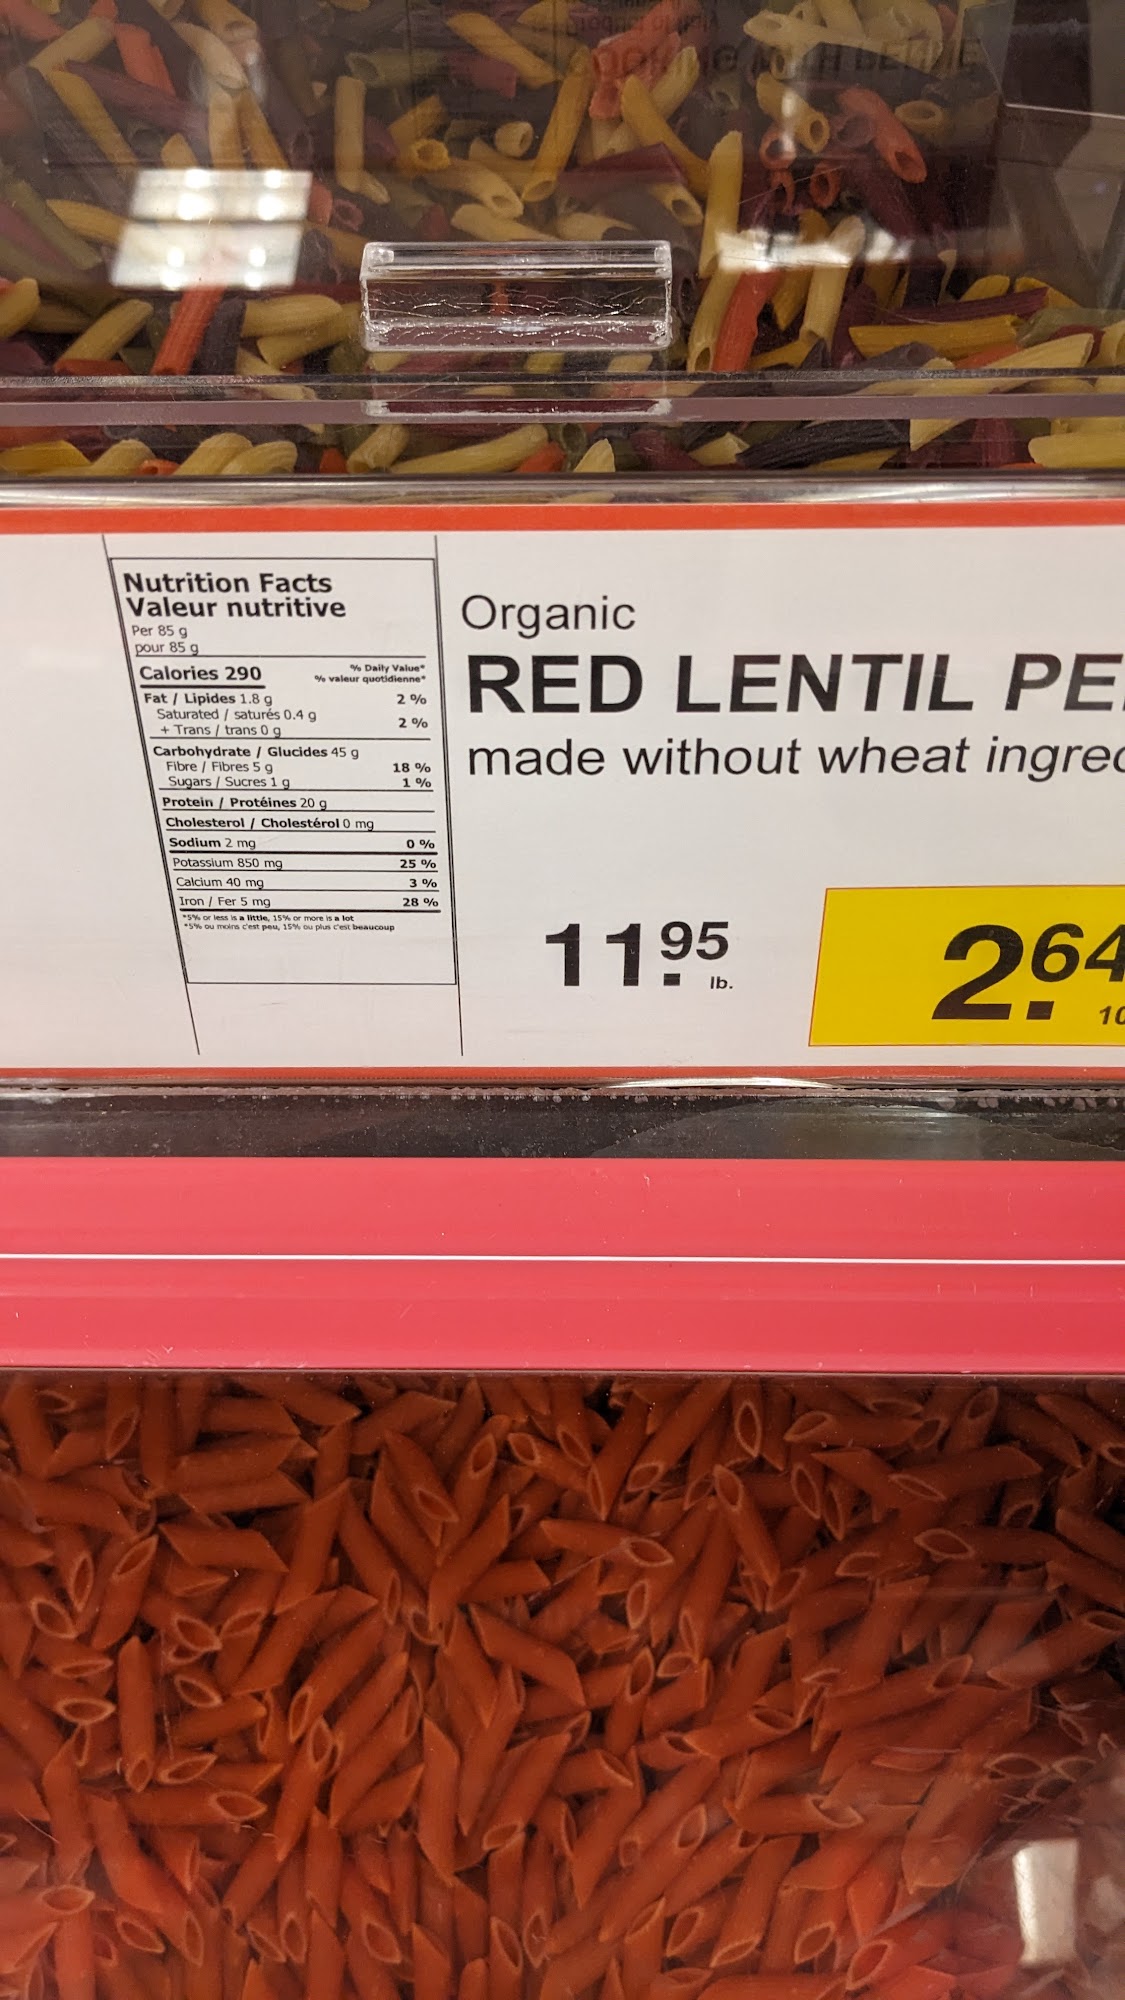 Nutrition Facts
Valeur nutritive
Per 85 g
pour 85 g
Calories 290
% Daily Value*
% valeur quotidienne*
Fat / Lipides 1.8 g 2 %
Saturated / saturés 0.4 g
+ Trans / trans 0 g 2 %
Carbohydrate / Glucides 45 g
Fibre / Fibres 5 g 18 %
Sugars / Sucres 1 g 1 %
Protein / Protéines 20 g
Cholesterol / Cholestérol 0 mg
Sodium 2 mg 0 %
Potassium 850 mg 25 %
Calcium 40 mg 3 %
Iron / Fer 5 mg 28 %
*5% or less is a little, 15% or more is a lot
*5% ou moins c'est peu, 15% ou plus c'est beaucoup
Organic
RED LENTIL PE
made without wheat ingred
11.95
lb.
2.64
10